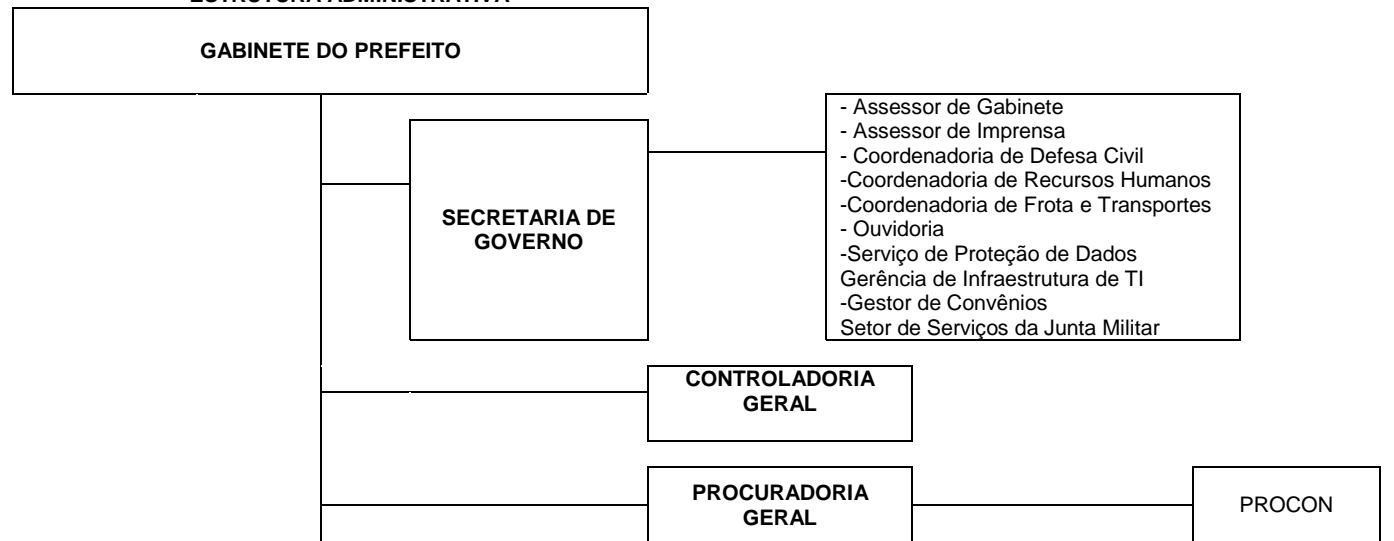 ESTRUTURA ADMINISTRATIVA
GABINETE DO PREFEITO
SECRETARIA DE
GOVERNO
- Assessor de Gabinete
- Assessor de Imprensa
- Coordenadoria de Defesa Civil
-Coordenadoria de Recursos Humanos
-Coordenadoria de Frota e Transportes
- Ouvidoria
-Serviço de Proteção de Dados
Gerência de Infraestrutura de TI
-Gestor de Convênios
Setor de Serviços da Junta Militar
CONTROLADORIA
GERAL
PROCURADORIA
GERAL
PROCON